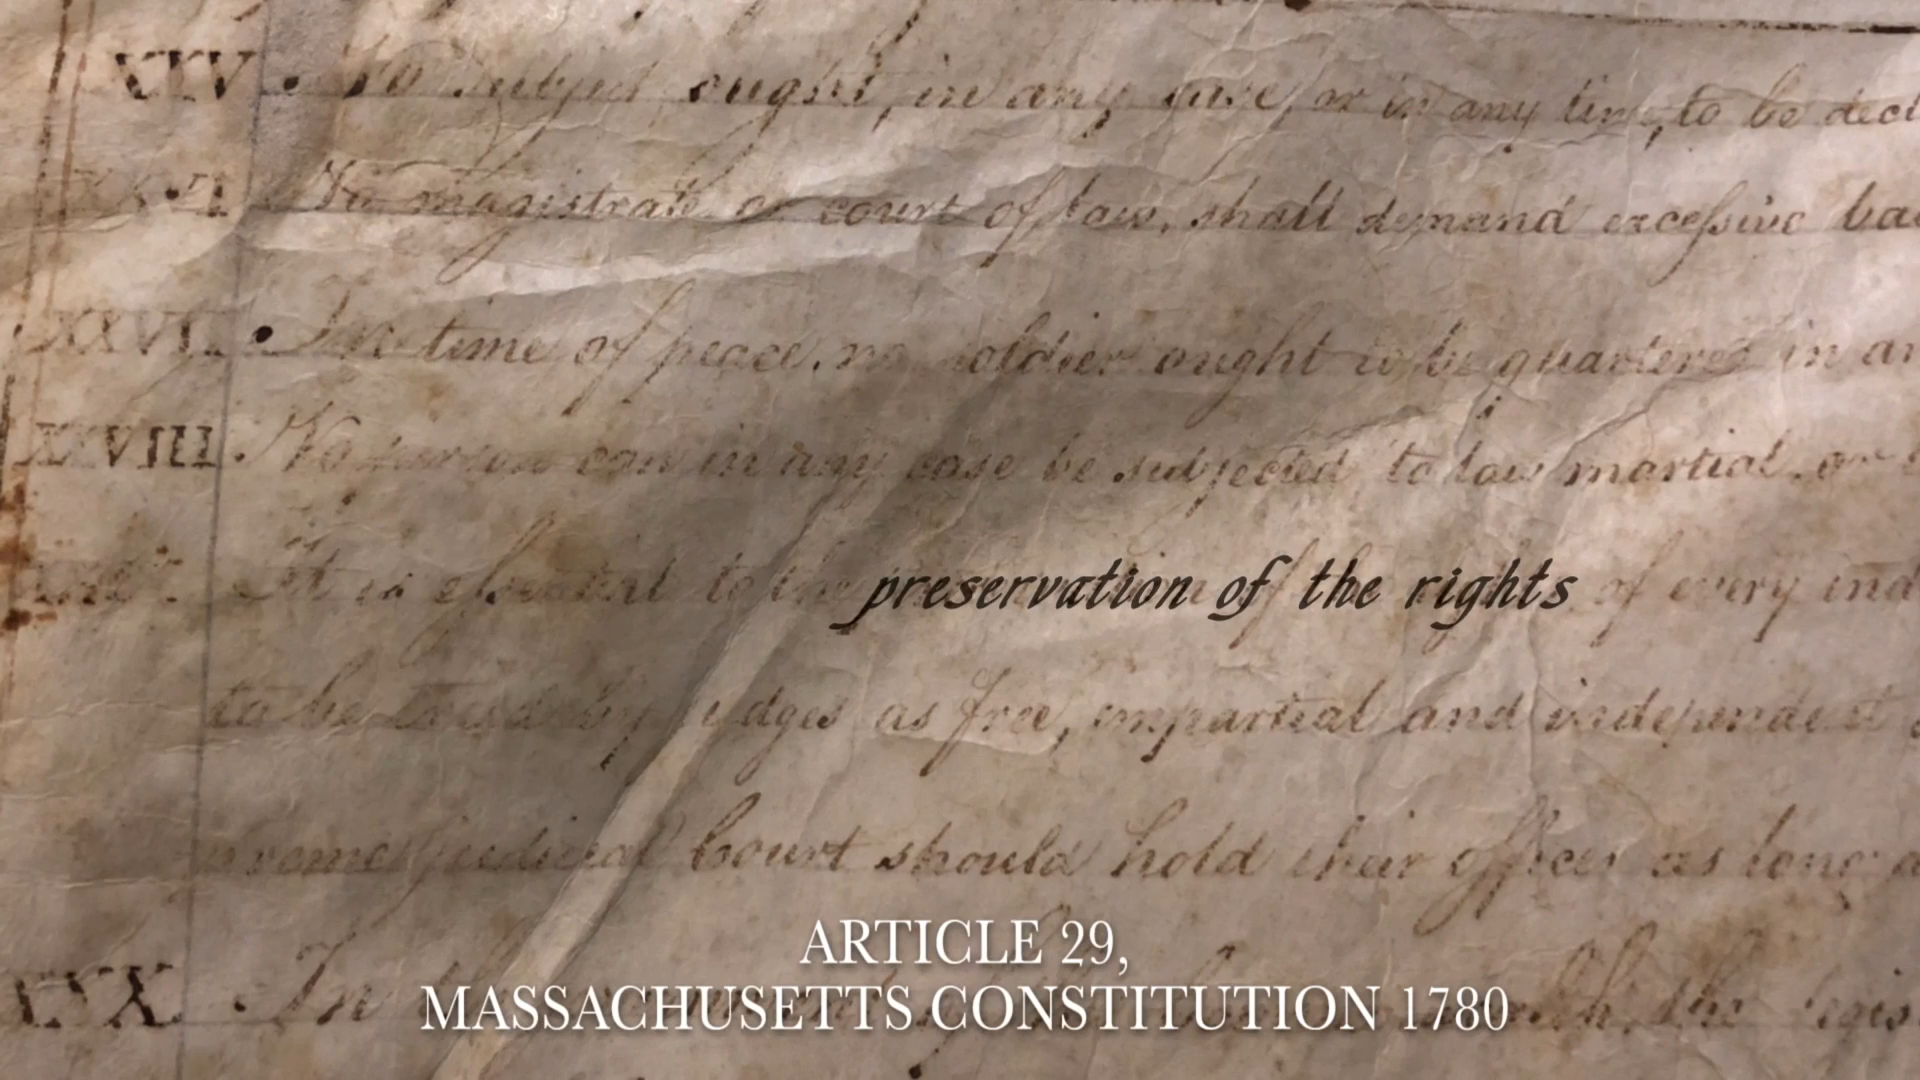 XXV. No subject ought, in any case, or in any time, to be decl
XXVI No magistrate or court of law, shall demand excessive bai
XXVII. In time of peace, no soldier ought to be quartered in an
XXVIII. No person can in any case be subjected to law martial, or
It is essential to the preservation of the rights of every ind
to be tried by judges as free, impartial and independent
supreme judicial Court should hold their offices as long a
XXX. In the
ARTICLE 29,
MASSACHUSETTS CONSTITUTION 1780